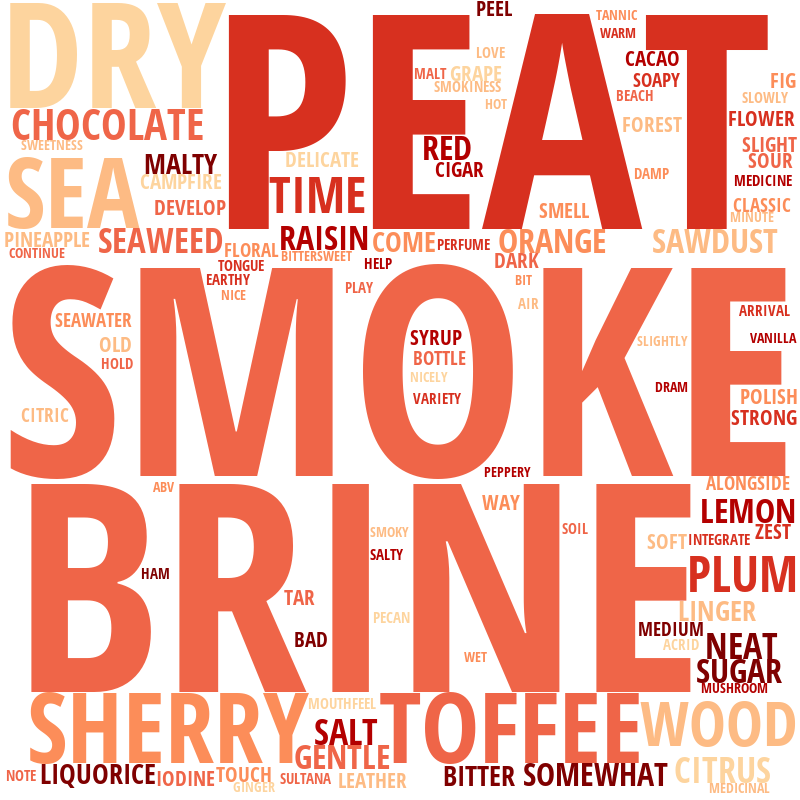 DRY
PEAT
PEEL
TANNIC
WARM
LOVE
MALT
GRAPE
CACAO
SOAPY
FIG
SMOKINESS
BEACH
SLOWLY
HOT
CHOCOLATE
FOREST
FLOWER
SWEETNESS
RED
SLIGHT
MALTY
DELICATE
SOUR
SEA
CAMPFIRE
TIME
CIGAR
DAMP
MEDICINE
DEVELOP
SMELL
CLASSIC
MINUTE
PINEAPPLE
SEAWEED
FLORAL
RAISIN
COME
PERFUME
ORANGE
SAWDUST
CONTINUE
BITTERSWEET
TONGUE
HELP
DARK
EARTHY
BIT
NICE
PLAY
AIR
SMOKE
SEAWATER
ARRIVAL
OLD
SYRUP
SLIGHTLY
VANILLA
HOLD
BOTTLE
NICELY
DRAM
VARIETY
POLISH
CITRIC
STRONG
PEPPERY
ABV
ALONGSIDE
BRINE
WAY
LEMON
SMOKY
SOIL
ZEST
SALTY
SOFT
INTEGRATE
HAM
PLUM
TAR
LINGER
PECAN
BAD
MEDIUM
ACRID
NEAT
WET
SUGAR
MUSHROOM
SHERRY
MOUTHFEEL
TOFFEE
WOOD
SALT
GENTLE
NOTE
LIQUORICE
IODINE
TOUCH
SULTANA
LEATHER
BITTER
SOMEWHAT
CITRUS
GINGER
MEDICINAL